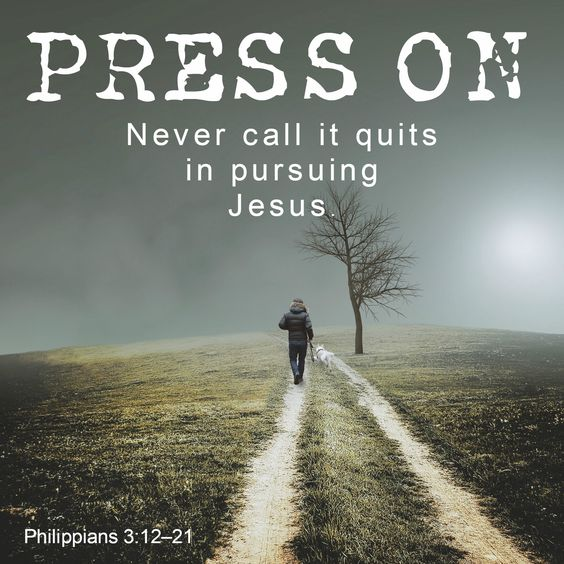 PRESS ON
Never call it quits
in pursuing
Jesus.
Philippians 3:12–21